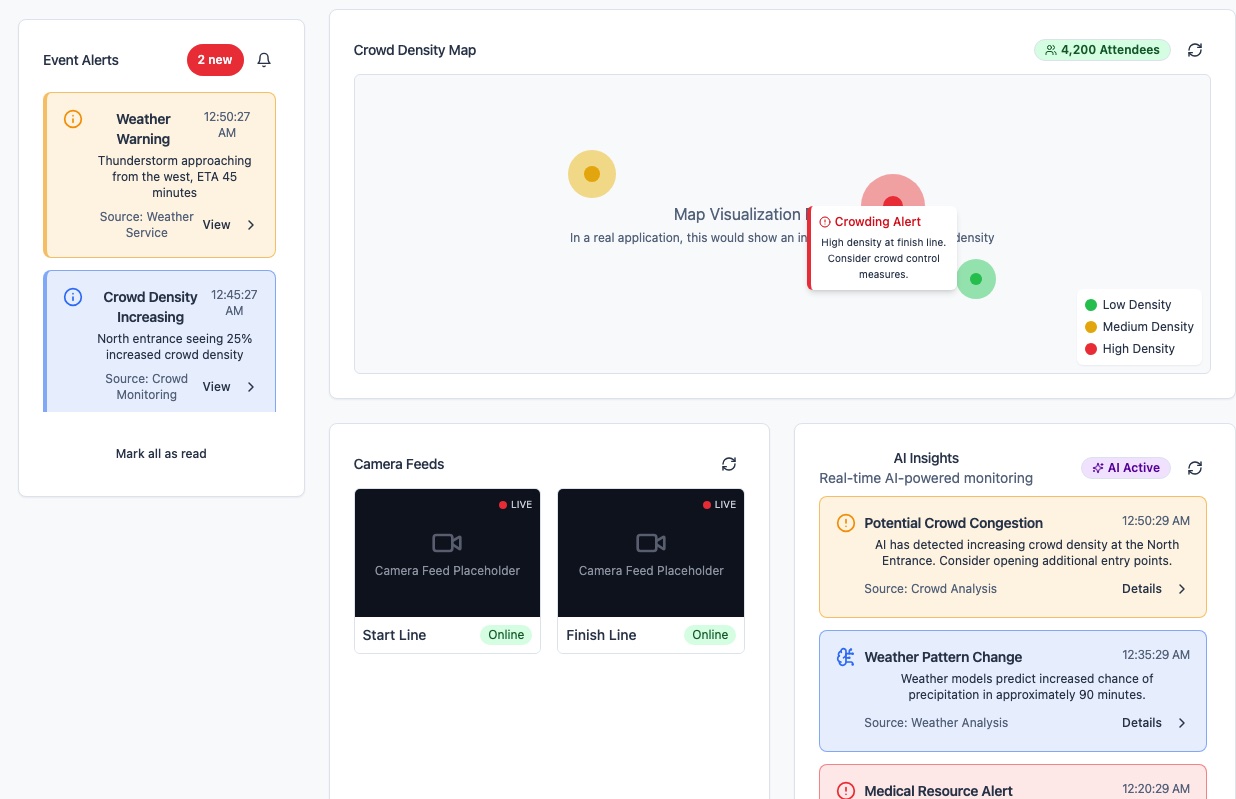 Event Alerts
2 new
Weather
Warning
12:50:27
AM
Thunderstorm approaching
from the west, ETA 45
minutes
Source: Weather
Service
View
Crowd Density
Increasing
12:45:27
AM
North entrance seeing 25%
increased crowd density
Source: Crowd
Monitoring
View
Mark all as read
Crowd Density Map
4,200 Attendees
Map Visualization
In a real application, this would show an in
density
Crowding Alert
High density at finish line.
Consider crowd control
measures.
Low Density
Medium Density
High Density
Camera Feeds
LIVE
Camera Feed Placeholder
Start Line
Online
LIVE
Camera Feed Placeholder
Finish Line
Online
AI Insights
Real-time AI-powered monitoring
AI Active
Potential Crowd Congestion
12:50:29 AM
AI has detected increasing crowd density at the North
Entrance. Consider opening additional entry points.
Source: Crowd Analysis
Details
Weather Pattern Change
12:35:29 AM
Weather models predict increased chance of
precipitation in approximately 90 minutes.
Source: Weather Analysis
Details
Medical Resource Alert
12:20:29 AM